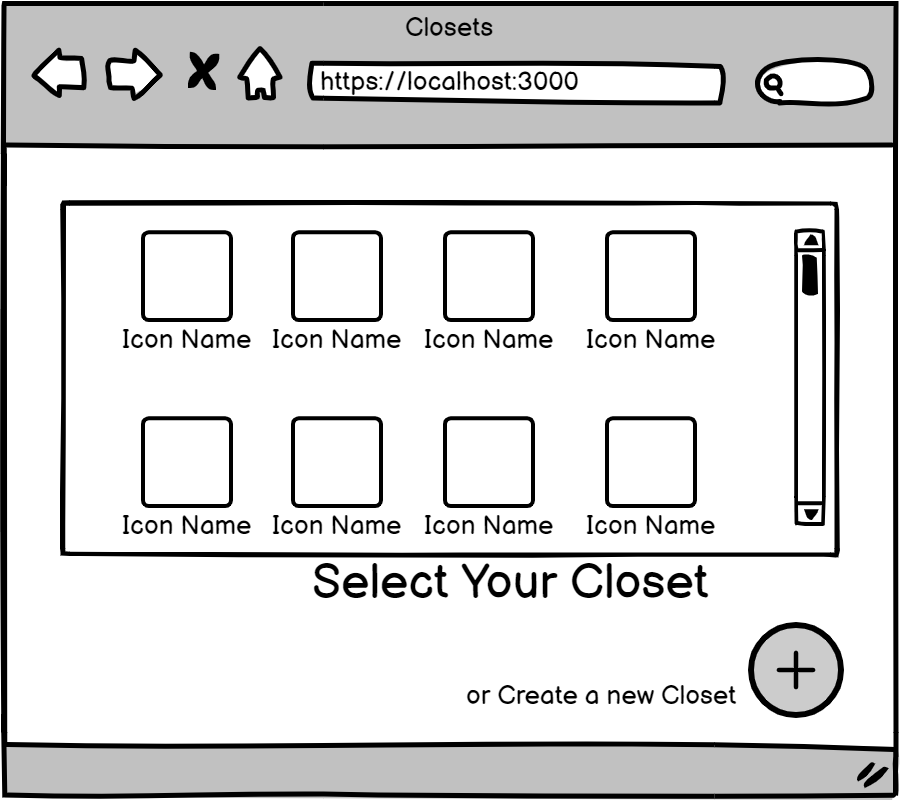 Closets
https://localhost:3000
Icon Name Icon Name Icon Name Icon Name
Icon Name Icon Name Icon Name Icon Name
Select Your Closet
or Create a new Closet